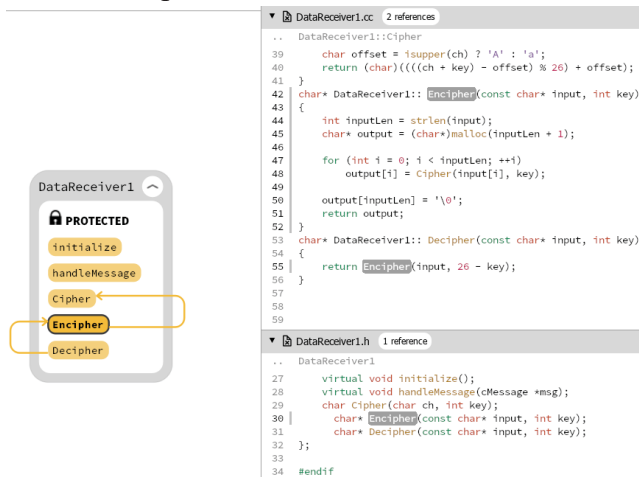 DataReceiver1
PROTECTED
initialize
handleMessage
Cipher
Encipher
Decipher
DataReceiver1.cc 2 references
.. DataReceiver1::Cipher
39 char offset = isupper(ch) ? 'A' : 'a';
40 return (char)((((ch + key) - offset) % 26) + offset);
41 }
42 char* DataReceiver1:: Encipher(const char* input, int key)
43 {
44 int inputLen = strlen(input);
45 char* output = (char*)malloc(inputLen + 1);
46
47 for (int i = 0; i < inputLen; ++i)
48 output[i] = Cipher(input[i], key);
49
50 output[inputLen] = '\0';
51 return output;
52 }
53 char* DataReceiver1:: Decipher(const char* input, int key)
54 {
55 return Encipher(input, 26 - key);
56 }
57
58
59
DataReceiver1.h 1 reference
.. DataReceiver1
27 virtual void initialize();
28 virtual void handleMessage(cMessage *msg);
29 char Cipher(char ch, int key);
30 char* Encipher(const char* input, int key);
31 char* Decipher(const char* input, int key);
32 };
33
34 #endif